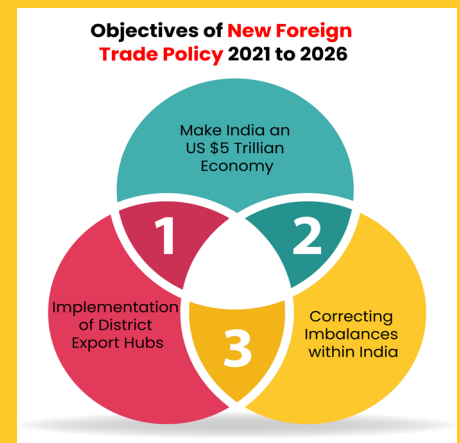 Objectives of New Foreign
Trade Policy 2021 to 2026
Make India an
US $5 Trillian
Economy
1
2
Implementation
of District
Export Hubs
3
Correcting
Imbalances
within India